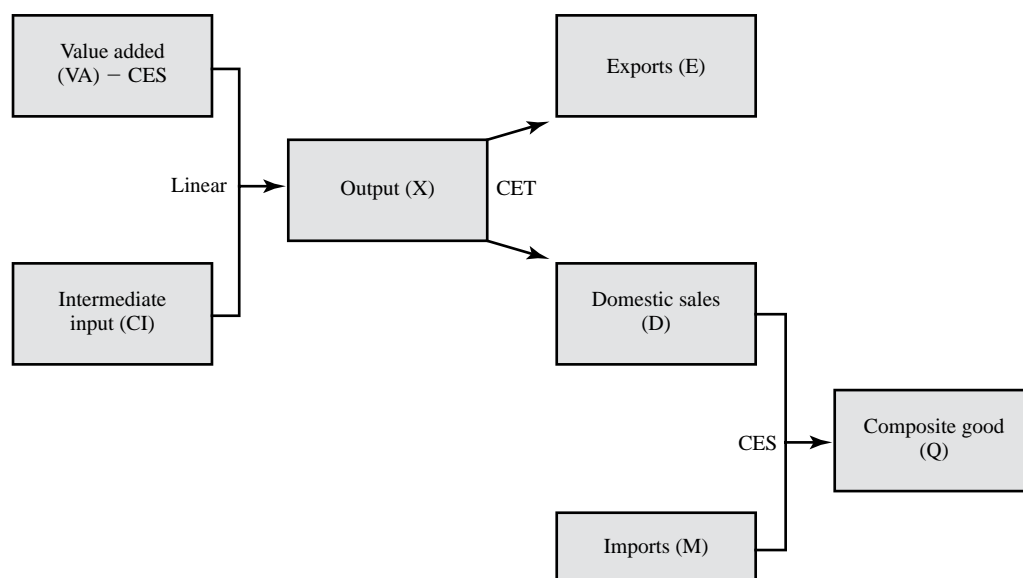 Value added
(VA) − CES
Exports (E)
Linear
Output (X)
CET
Intermediate
input (CI)
Domestic sales
(D)
CES
Composite good
(Q)
Imports (M)